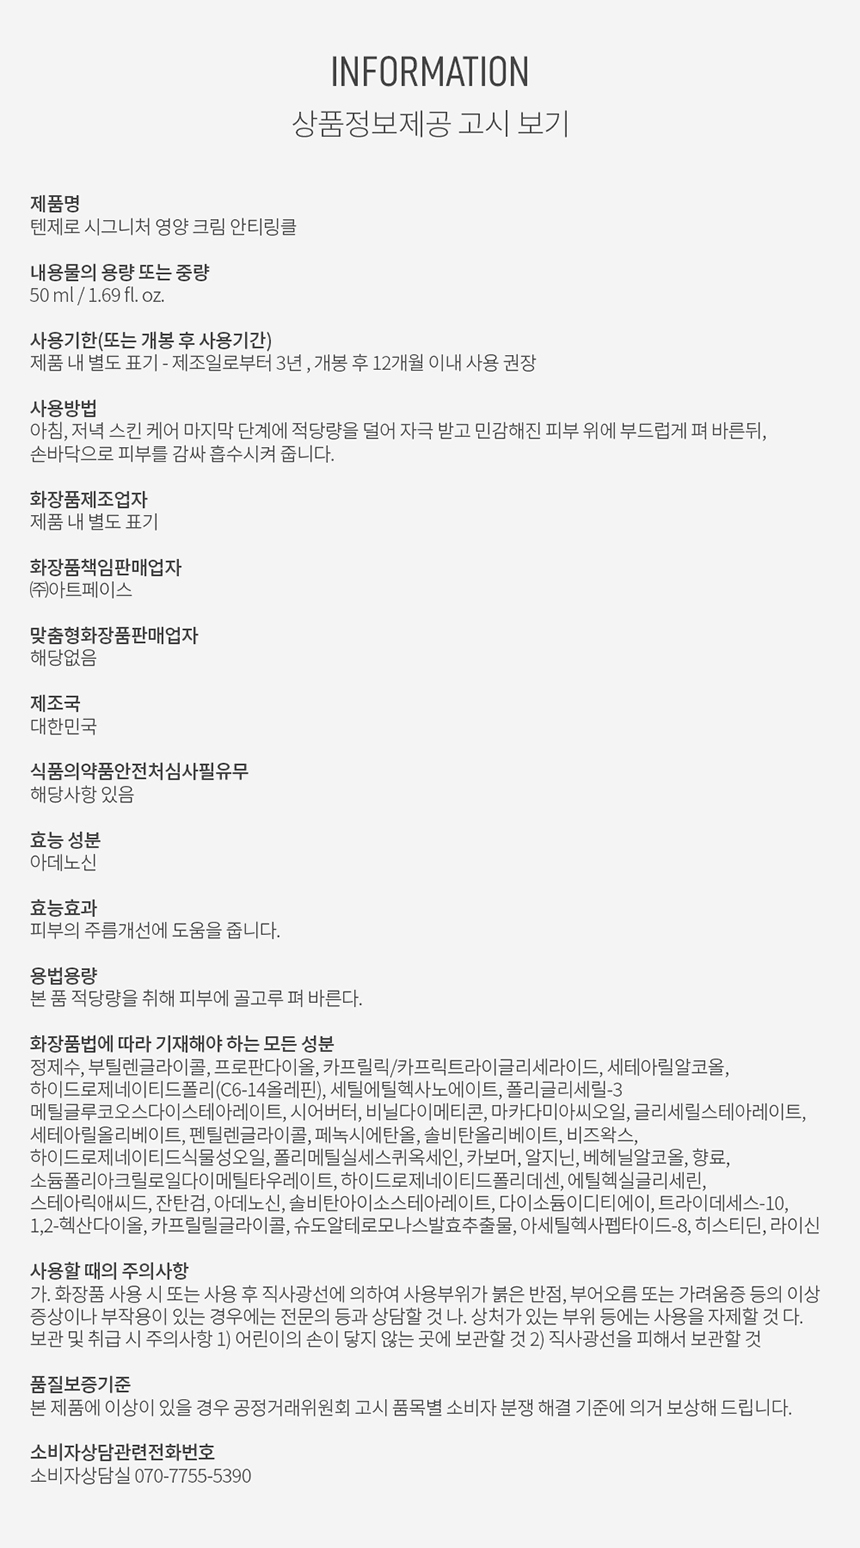 INFORMATION
상품정보제공 고시 보기
제품명
텐제로 시그니처 영양 크림 안티링클
내용물의 용량 또는 중량
50 ml / 1.69 fl. oz.
사용기한(또는 개봉 후 사용기간)
제품 내 별도 표기 - 제조일로부터 3년 , 개봉 후 12개월 이내 사용 권장
사용방법
아침, 저녁 스킨 케어 마지막 단계에 적당량을 덜어 자극 받고 민감해진 피부 위에 부드럽게 펴 바른뒤,
손바닥으로 피부를 감싸 흡수시켜 줍니다.
화장품제조업자
제품 내 별도 표기
화장품책임판매업자
㈜아트페이스
맞춤형화장품판매업자
해당없음
제조국
대한민국
식품의약품안전처심사필유무
해당사항 있음
효능 성분
아데노신
효능효과
피부의 주름개선에 도움을 줍니다.
용법용량
본 품 적당량을 취해 피부에 골고루 펴 바른다.
화장품법에 따라 기재해야 하는 모든 성분
정제수, 부틸렌글라이콜, 프로판다이올, 카프릴릭/카프릭트라이글리세라이드, 세테아릴알코올,
하이드로제네이티드폴리(C6-14올레핀), 세틸에틸헥사노에이트, 폴리글리세릴-3
메틸글루코오스다이스테아레이트, 시어버터, 비닐다이메티콘, 마카다미아씨오일, 글리세릴스테아레이트,
세테아릴올리베이트, 펜틸렌글라이콜, 페녹시에탄올, 솔비탄올리베이트, 비즈왁스,
하이드로제네이티드식물성오일, 폴리메틸실세스퀴옥세인, 카보머, 알지닌, 베헤닐알코올, 향료,
소듐폴리아크릴로일다이메틸타우레이트, 하이드로제네이티드폴리데센, 에틸헥실글리세린,
스테아릭애씨드, 잔탄검, 아데노신, 솔비탄아이소스테아레이트, 다이소듐이디티에이, 트라이데세스-10,
1,2-헥산다이올, 카프릴릴글라이콜, 슈도알테로모나스발효추출물, 아세틸헥사펩타이드-8, 히스티딘, 라이신
사용할 때의 주의사항
가. 화장품 사용 시 또는 사용 후 직사광선에 의하여 사용부위가 붉은 반점, 부어오름 또는 가려움증 등의 이상
증상이나 부작용이 있는 경우에는 전문의 등과 상담할 것 나. 상처가 있는 부위 등에는 사용을 자제할 것 다.
보관 및 취급 시 주의사항 1) 어린이의 손이 닿지 않는 곳에 보관할 것 2) 직사광선을 피해서 보관할 것
품질보증기준
본 제품에 이상이 있을 경우 공정거래위원회 고시 품목별 소비자 분쟁 해결 기준에 의거 보상해 드립니다.
소비자상담관련전화번호
소비자상담실 070-7755-5390